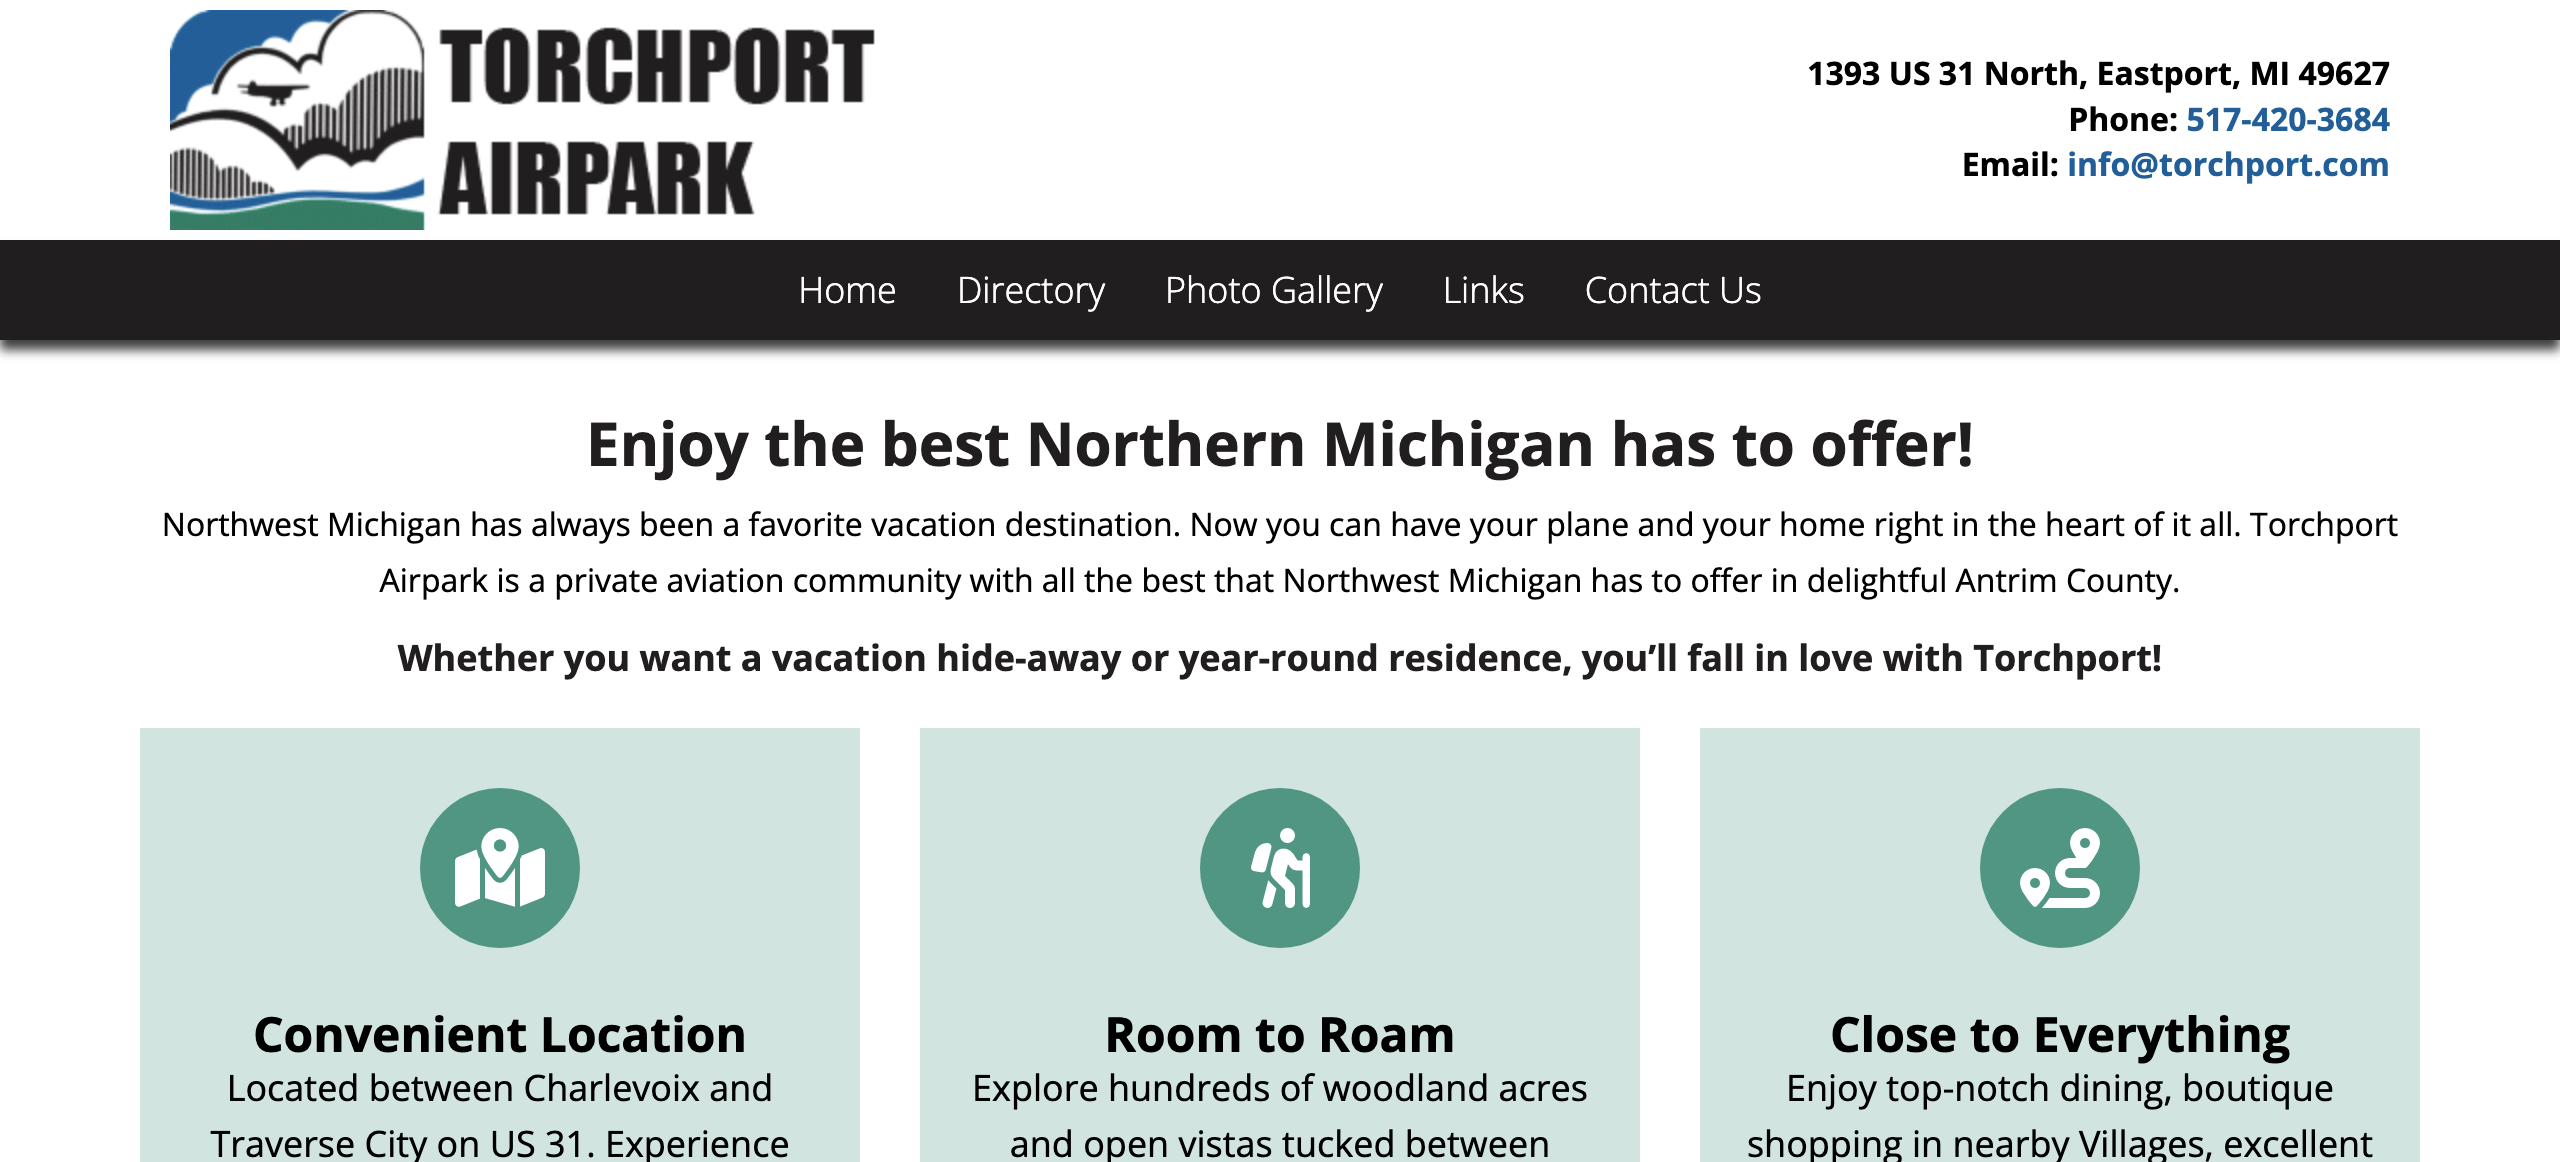 TORCHPORT
AIRPARK
1393 US 31 North, Eastport, MI 49627
Phone: 517-420-3684
Email: info@torchport.com
Home Directory Photo Gallery Links Contact Us
Enjoy the best Northern Michigan has to offer!
Northwest Michigan has always been a favorite vacation destination. Now you can have your plane and your home right in the heart of it all. Torchport
Airpark is a private aviation community with all the best that Northwest Michigan has to offer in delightful Antrim County.
Whether you want a vacation hide-away or year-round residence, you’ll fall in love with Torchport!
Convenient Location
Located between Charlevoix and
Traverse City on US 31. Experience
Room to Roam
Explore hundreds of woodland acres
and open vistas tucked between
Close to Everything
Enjoy top-notch dining, boutique
shopping in nearby Villages, excellent